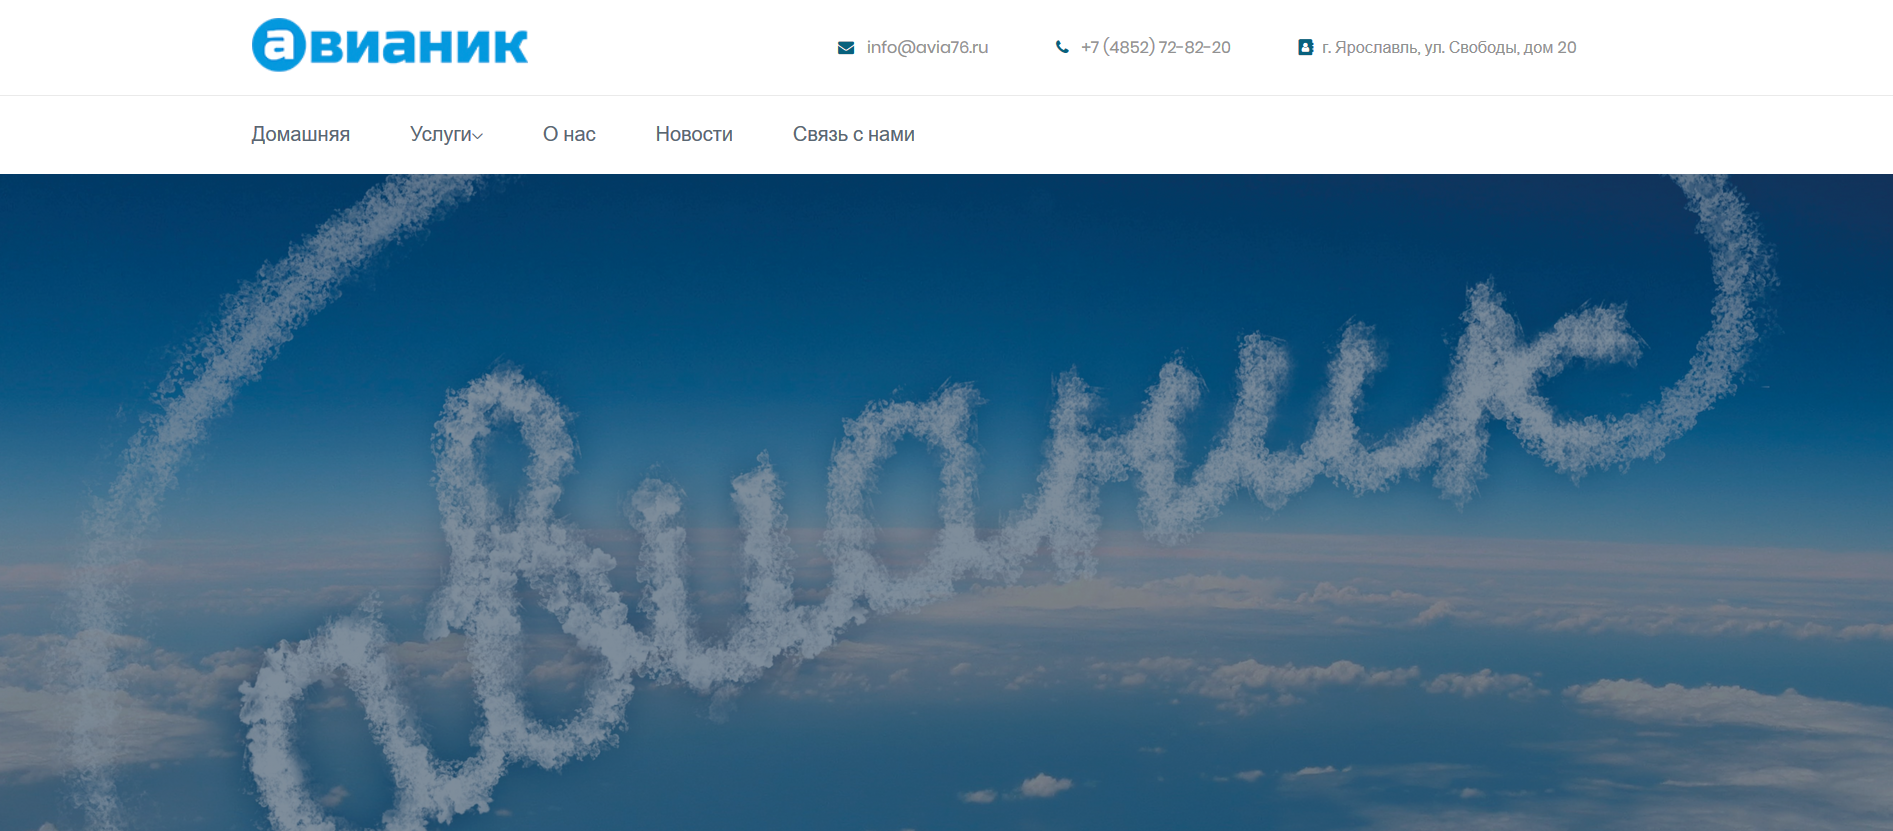 авианик
info@avia76.ru
+7 (4852) 72-82-20
г. Ярославль, ул. Свободы, дом 20
Домашняя
Услуги
О нас
Новости
Связь с нами
авианик